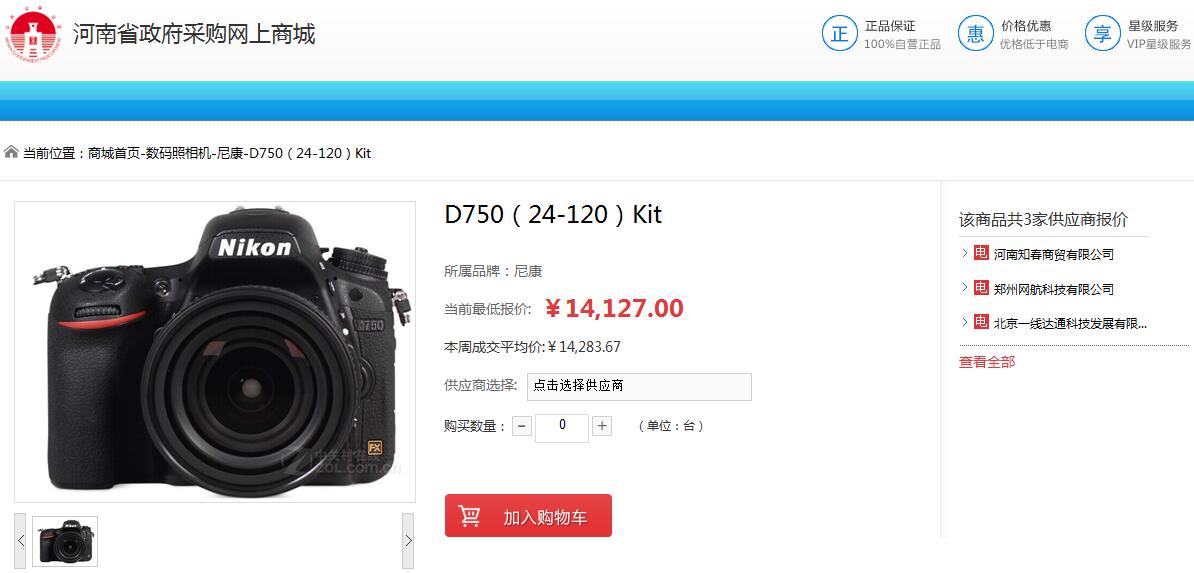 河南省政府采购网上商城
正
正品保证
100%自营正品
惠
价格优惠
优格低于电商
享
星级服务
VIP星级服务
当前位置：商城首页-数码照相机-尼康-D750（24-120）Kit
Nikon
D750
FX
中关村在线
ZOL.com.cn
Nikon
D750（24-120）Kit
所属品牌：尼康
当前最低报价: ￥14,127.00
本周成交平均价:￥14,283.67
供应商选择: 点击选择供应商
购买数量： − 0 + （单位：台）
加入购物车
该商品共3家供应商报价
电 河南知春商贸有限公司
电 郑州网航科技有限公司
电 北京一线达通科技发展有限...
查看全部